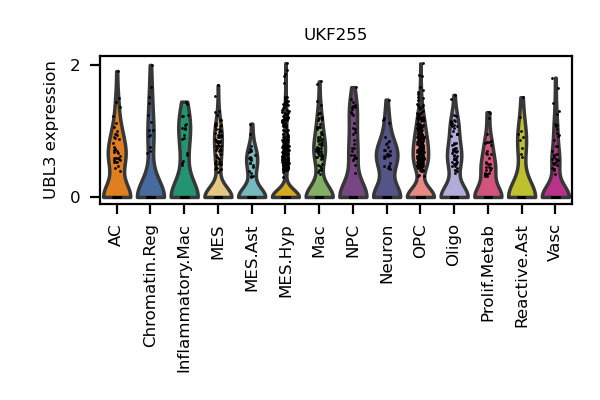 UKF255
UBL3 expression
2
0
AC
Chromatin.Reg
Inflammatory.Mac
MES
MES.Ast
MES.Hyp
Mac
NPC
Neuron
OPC
Oligo
Prolif.Metab
Reactive.Ast
Vasc